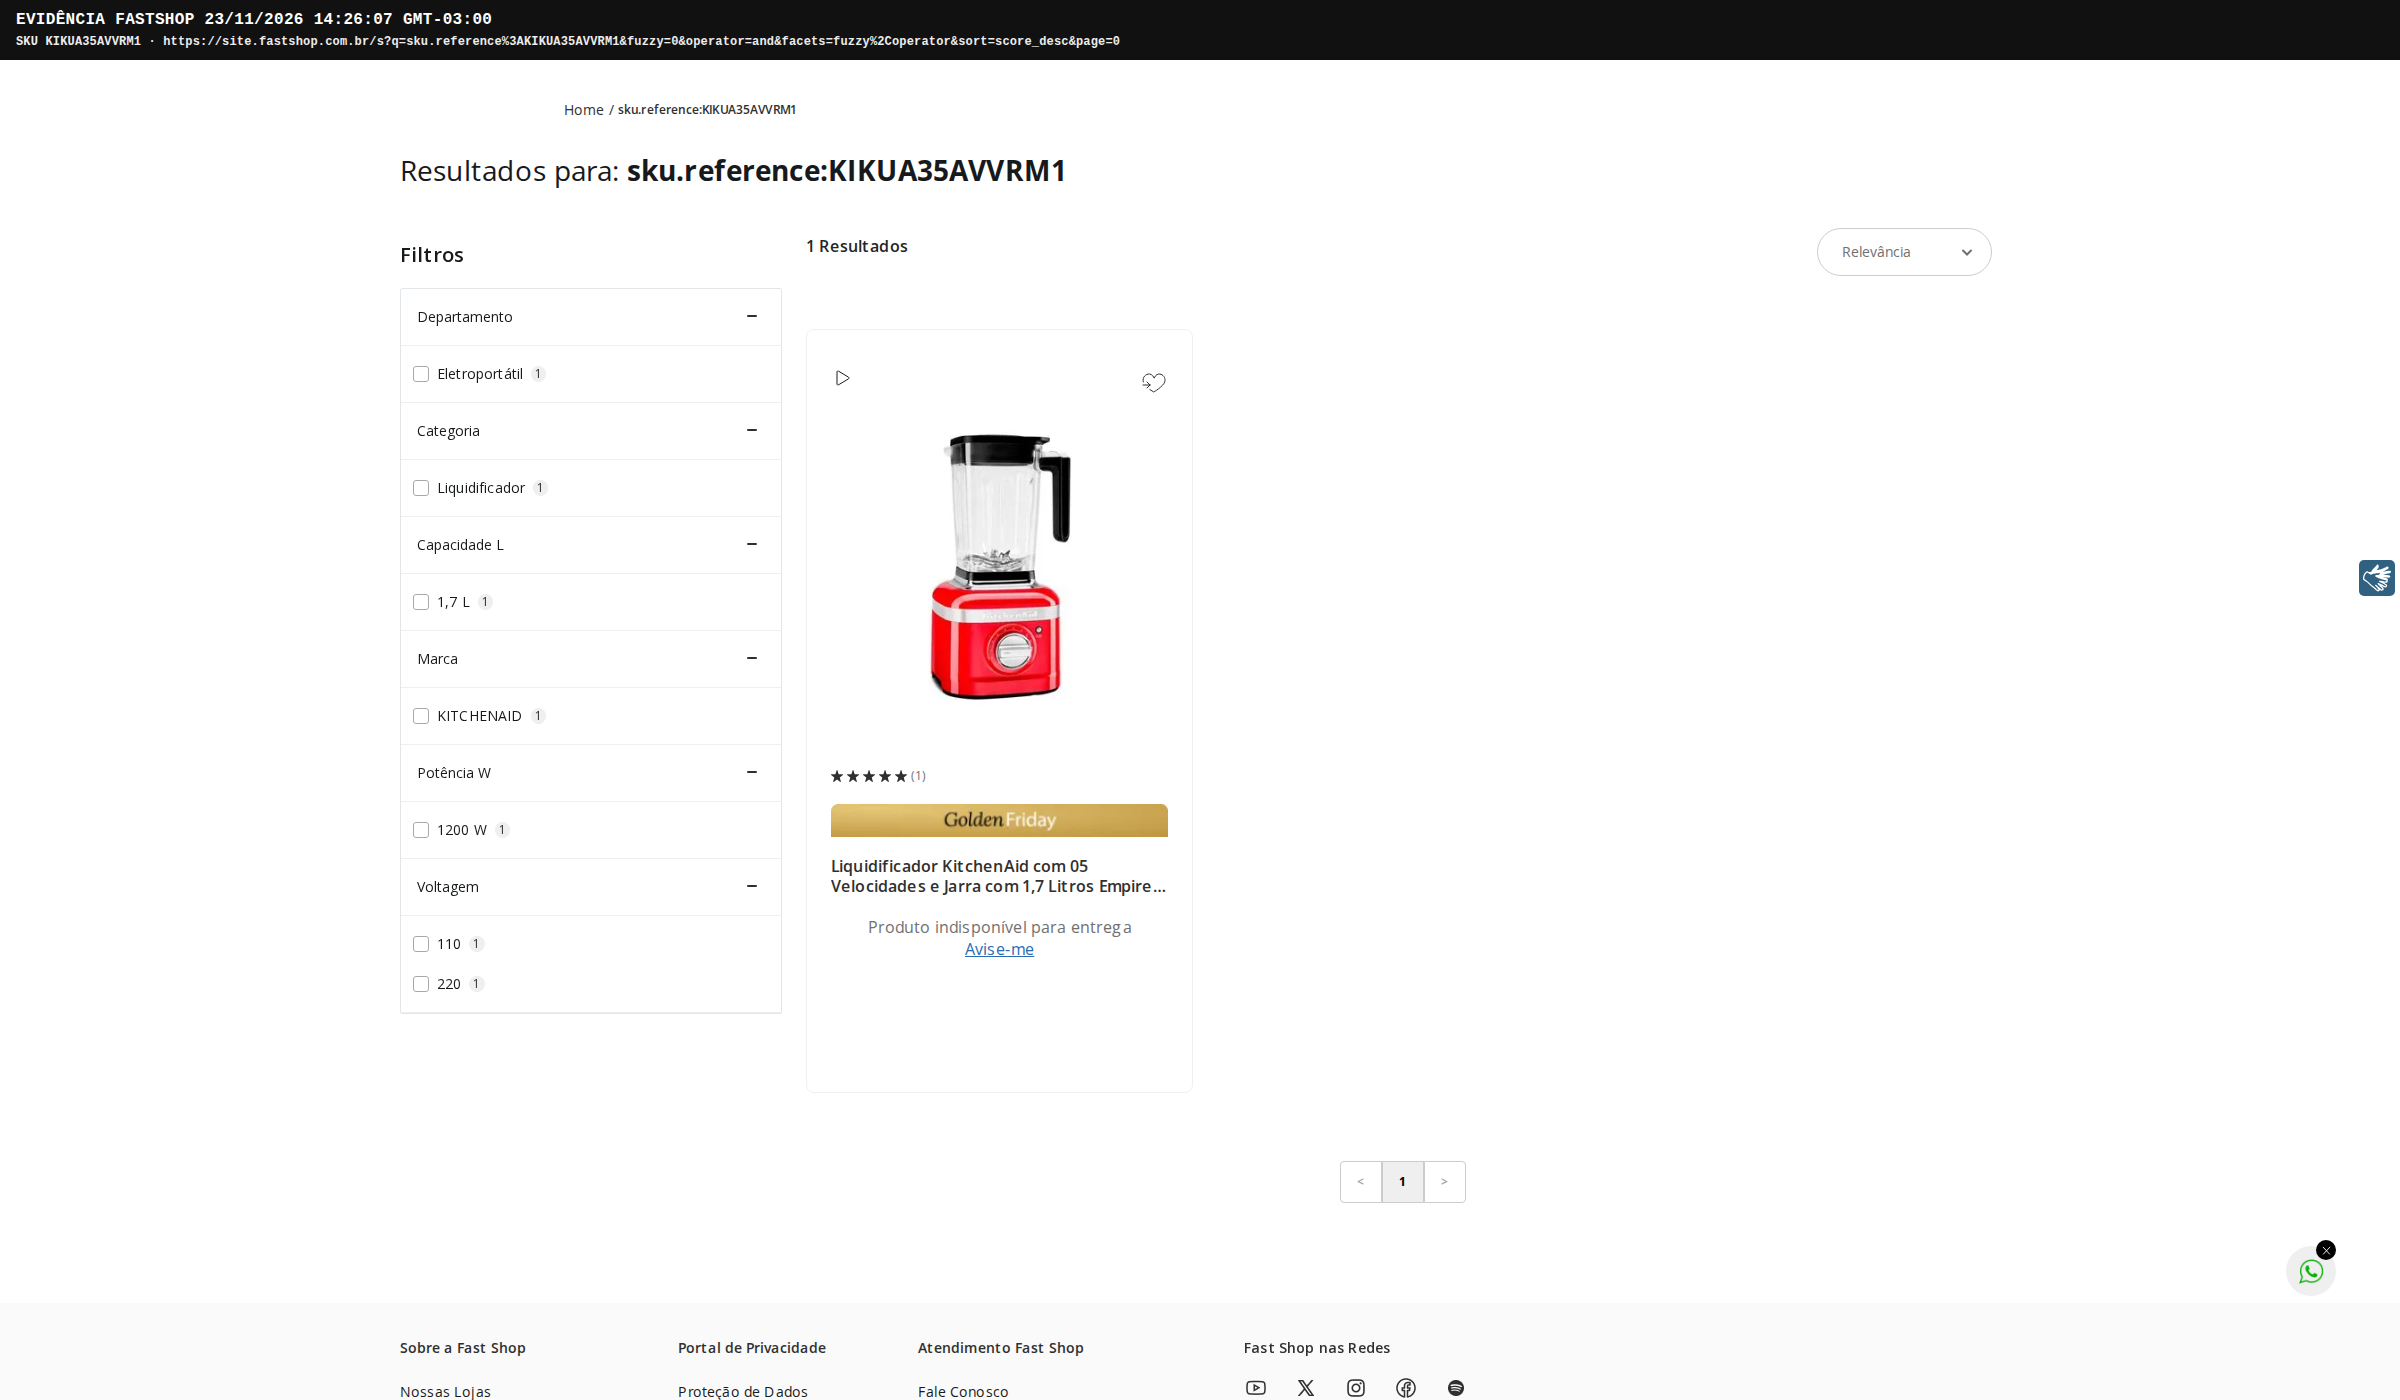 EVIDÊNCIA FASTSHOP 23/11/2026 14:26:07 GMT-03:00
SKU KIKUA35AVVRM1 · https://site.fastshop.com.br/s?q=sku.reference%3AKIKUA35AVVRM1&fuzzy=0&operator=and&facets=fuzzy%2Coperator&sort=score_desc&page=0
Home / sku.reference:KIKUA35AVVRM1
Resultados para: sku.reference:KIKUA35AVVRM1
Filtros
Departamento
Eletroportátil 1
Categoria
Liquidificador 1
Capacidade L
1,7 L 1
Marca
KITCHENAID 1
Potência W
1200 W 1
Voltagem
110 1
220 1
1 Resultados
Relevância
KitchenAid
(1)
Golden Friday
Liquidificador KitchenAid com 05
Velocidades e Jarra com 1,7 Litros Empire...
Produto indisponível para entrega
Avise-me
< 1 >
Sobre a Fast Shop
Nossas Lojas
Portal de Privacidade
Proteção de Dados
Atendimento Fast Shop
Fale Conosco
Fast Shop nas Redes